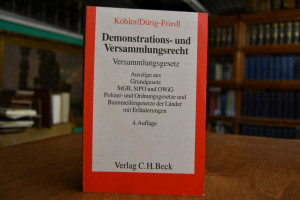 Köhler/Dürig-Friedl
Demonstrations- und
Versammlungsrecht
Versammlungsgesetz
Auszüge aus
Grundgesetz
StGB, StPO und OWiG
Polizei- und Ordnungsgesetze und
Bannmeilengesetze der Länder
mit Erläuterungen
4. Auflage
Verlag C.H.Beck